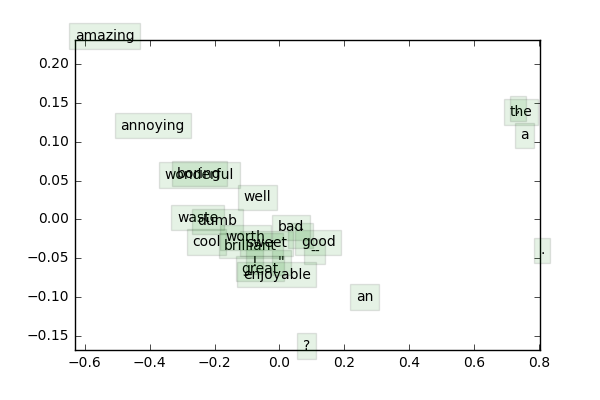 amazing
0.20
0.15
the
a
annoying
0.10
0.05
boring
wonderful
well
0.00
waste
dumb
bad
cool
worth
brilliant
sweet
good
--
.
−0.05
!
"
great
enjoyable
an
−0.10
?
−0.15
−0.6
−0.4
−0.2
0.0
0.2
0.4
0.6
0.8